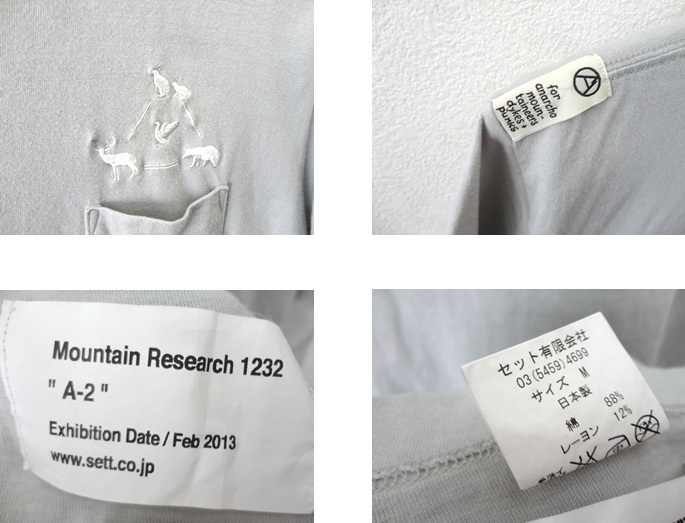 for
anarcho
moun-
taineers
dykes+
punks
Mountain Research 1232
" A-2 "
Exhibition Date / Feb 2013
www.sett.co.jp
セット有限会社
03(5459)4699
サイズ M
日本製
綿 88%
レーヨン 12%